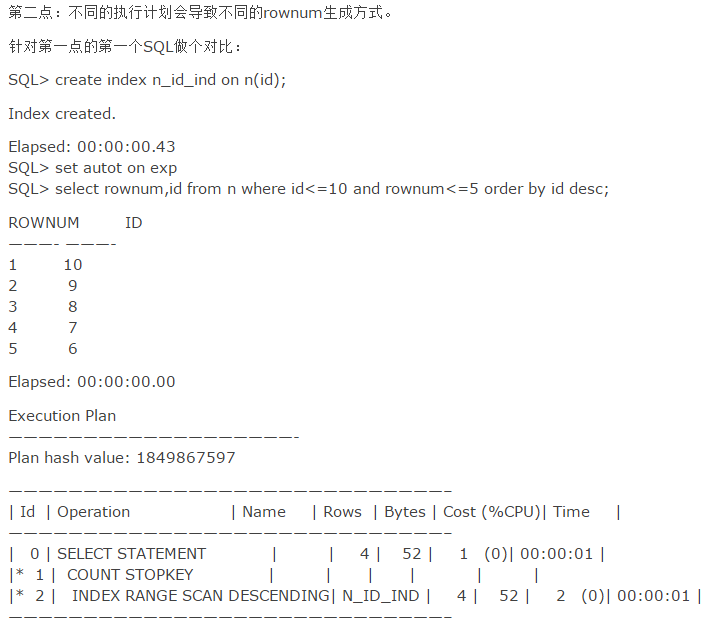 第二点：不同的执行计划会导致不同的rownum生成方式。
针对第一点的第一个SQL做个对比：
SQL> create index n_id_ind on n(id);
Index created.
Elapsed: 00:00:00.43
SQL> set autot on exp
SQL> select rownum,id from n where id<=10 and rownum<=5 order by id desc;
ROWNUM ID
———- ———-
1 10
2 9
3 8
4 7
5 6
Elapsed: 00:00:00.00
Execution Plan
———————————————————-
Plan hash value: 1849867597
——————————————————————————————–
| Id | Operation | Name | Rows | Bytes | Cost (%CPU)| Time |
——————————————————————————————–
| 0 | SELECT STATEMENT | | 4 | 52 | 1 (0)| 00:00:01 |
|* 1 | COUNT STOPKEY | | | | | |
|* 2 | INDEX RANGE SCAN DESCENDING| N_ID_IND | 4 | 52 | 2 (0)| 00:00:01 |
——————————————————————————————–